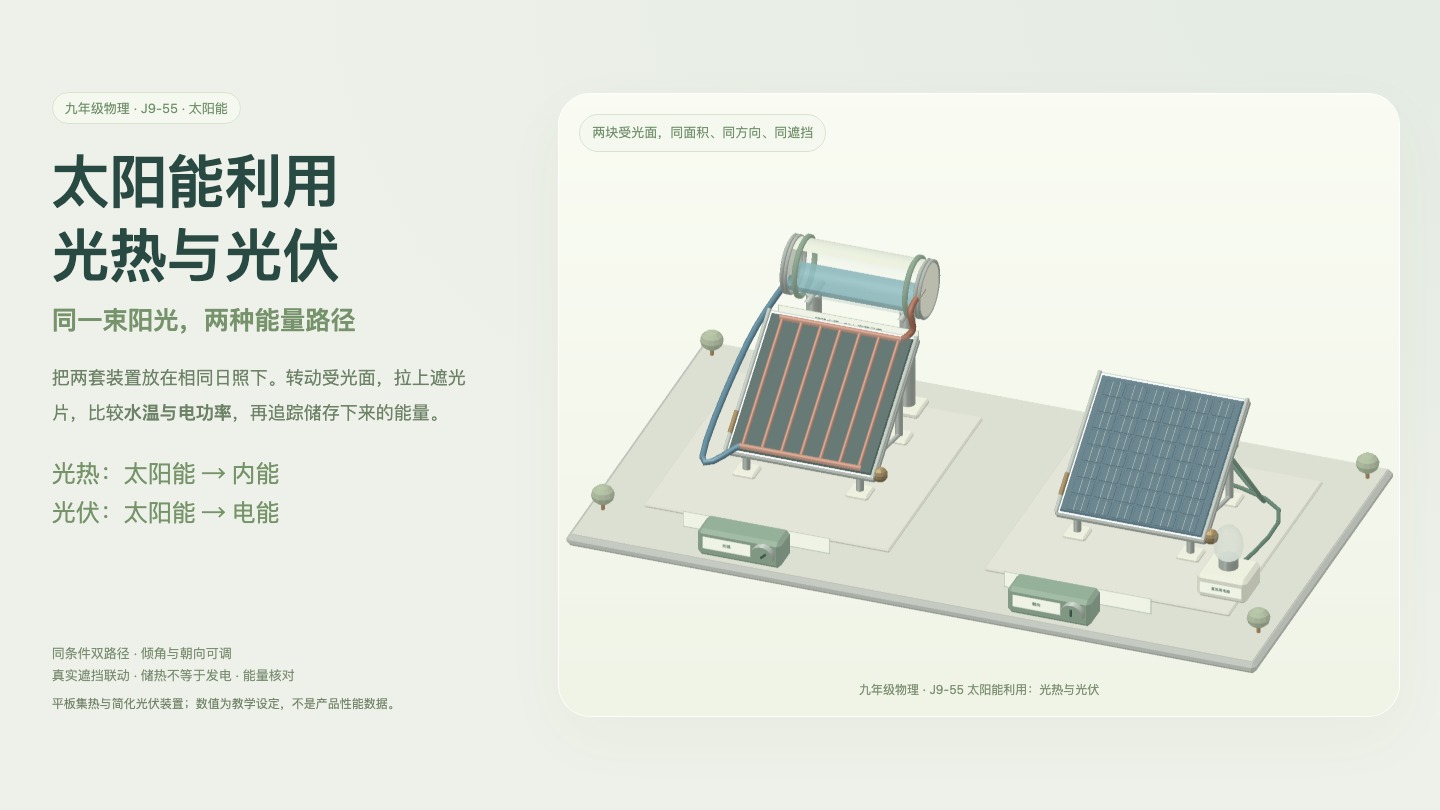 九年级物理 · J9-55 · 太阳能
太阳能利用
光热与光伏
同一束阳光，两种能量路径
把两套装置放在相同日照下。转动受光面，拉上遮光
片，比较水温与电功率，再追踪储存下来的能量。
光热：太阳能 → 内能
光伏：太阳能 → 电能
同条件双路径 · 倾角与朝向可调
真实遮挡联动 · 储热不等于发电 · 能量核对
平板集热与简化光伏装置；数值为教学设定，不是产品性能数据。
两块受光面，同面积、同方向、同遮挡
九年级物理 · J9-55 太阳能利用：光热与光伏